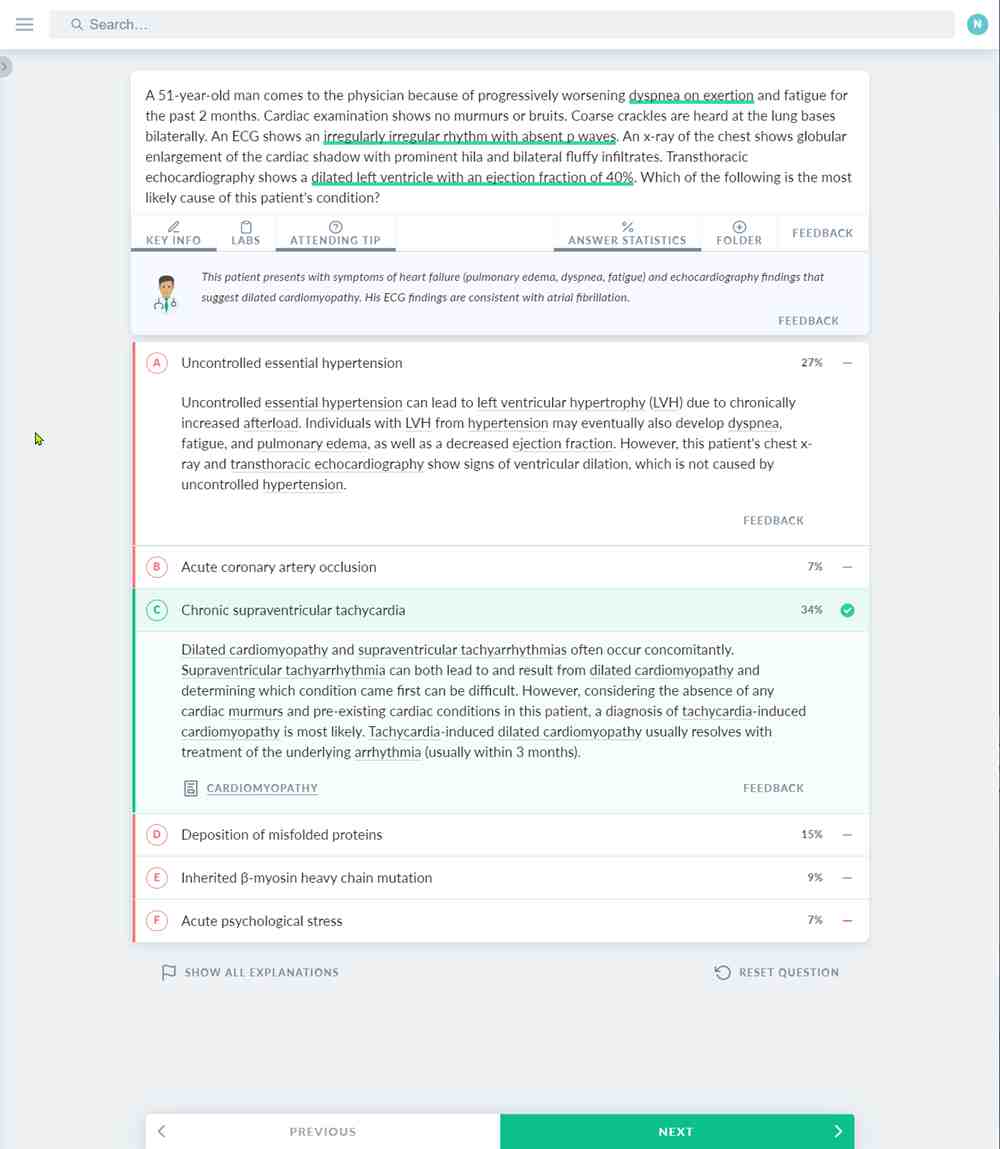 Search...
N
A 51-year-old man comes to the physician because of progressively worsening dyspnea on exertion and fatigue for
the past 2 months. Cardiac examination shows no murmurs or bruits. Coarse crackles are heard at the lung bases
bilaterally. An ECG shows an irregularly irregular rhythm with absent p waves. An x-ray of the chest shows globular
enlargement of the cardiac shadow with prominent hila and bilateral fluffy infiltrates. Transthoracic
echocardiography shows a dilated left ventricle with an ejection fraction of 40%. Which of the following is the most
likely cause of this patient's condition?
KEY INFO
LABS
ATTENDING TIP
ANSWER STATISTICS
FOLDER
FEEDBACK
This patient presents with symptoms of heart failure (pulmonary edema, dyspnea, fatigue) and echocardiography findings that
suggest dilated cardiomyopathy. His ECG findings are consistent with atrial fibrillation.
FEEDBACK
A Uncontrolled essential hypertension 27% —
Uncontrolled essential hypertension can lead to left ventricular hypertrophy (LVH) due to chronically
increased afterload. Individuals with LVH from hypertension may eventually also develop dyspnea,
fatigue, and pulmonary edema, as well as a decreased ejection fraction. However, this patient's chest x-
ray and transthoracic echocardiography show signs of ventricular dilation, which is not caused by
uncontrolled hypertension.
FEEDBACK
B Acute coronary artery occlusion 7% —
C Chronic supraventricular tachycardia 34%
Dilated cardiomyopathy and supraventricular tachyarrhythmias often occur concomitantly.
Supraventricular tachyarrhythmia can both lead to and result from dilated cardiomyopathy and
determining which condition came first can be difficult. However, considering the absence of any
cardiac murmurs and pre-existing cardiac conditions in this patient, a diagnosis of tachycardia-induced
cardiomyopathy is most likely. Tachycardia-induced dilated cardiomyopathy usually resolves with
treatment of the underlying arrhythmia (usually within 3 months).
CARDIOMYOPATHY
FEEDBACK
D Deposition of misfolded proteins 15% —
E Inherited β-myosin heavy chain mutation 9% —
F Acute psychological stress 7% —
SHOW ALL EXPLANATIONS
RESET QUESTION
PREVIOUS
NEXT